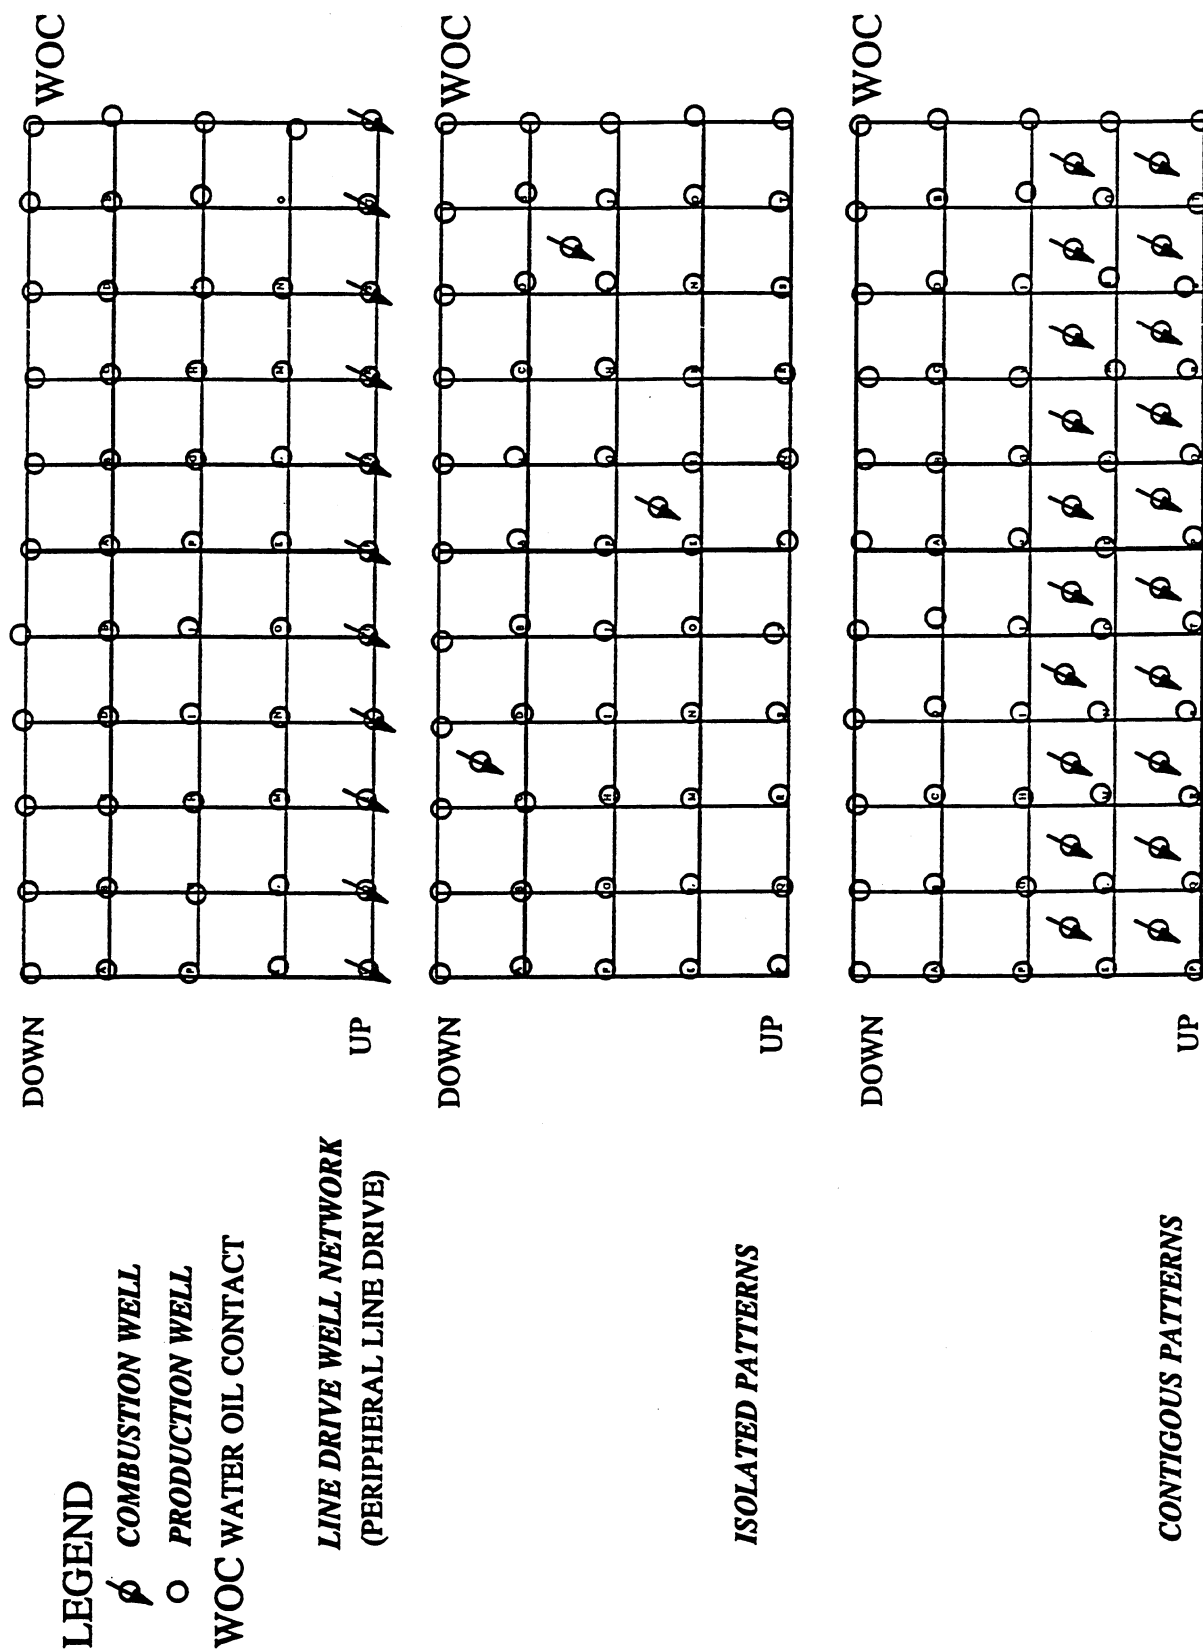 LEGEND
COMBUSTION WELL
PRODUCTION WELL
WOC WATER OIL CONTACT
LINE DRIVE WELL NETWORK
(PERIPHERAL LINE DRIVE)
DOWN
UP
WOC
ISOLATED PATTERNS
DOWN
UP
WOC
CONTIGOUS PATTERNS
DOWN
UP
WOC